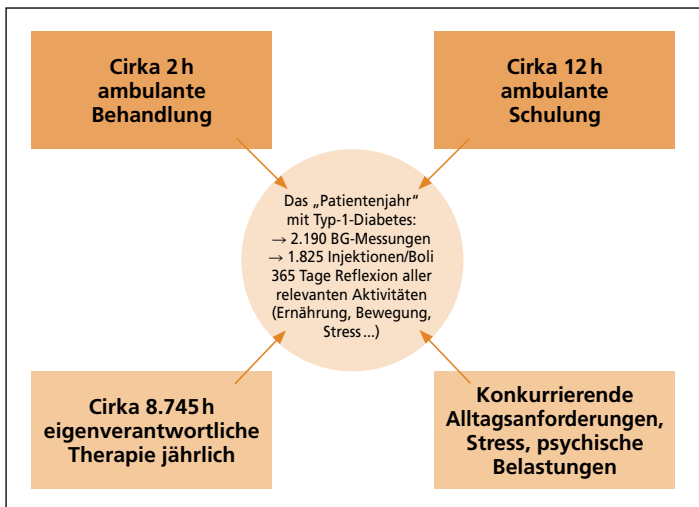 Cirka 2 h
ambulante
Behandlung
Cirka 12 h
ambulante
Schulung
Das „Patientenjahr“
mit Typ-1-Diabetes:
→ 2.190 BG-Messungen
→ 1.825 Injektionen/Boli
365 Tage Reflexion aller
relevanten Aktivitäten
(Ernährung, Bewegung,
Stress ...)
Cirka 8.745 h
eigenverantwortliche
Therapie jährlich
Konkurrierende
Alltagsanforderungen,
Stress, psychische
Belastungen